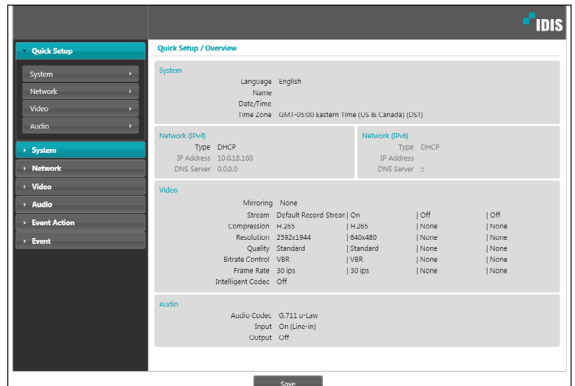 IDIS
Quick Setup
System
Network
Video
Audio
System
Network
Video
Audio
Event Action
Event
Quick Setup / Overview
System
Language English
Name
Date/Time
Time Zone GMT-05:00 Eastern Time (US & Canada) (DST)
Network (IPv4)
Type DHCP
IP Address 10.0.18.160
DNS Server 0.0.0.0
Network (IPv6)
Type DHCP
IP Address
DNS Server ::
Video
Mirroring None
Stream Default Record Strear | On | Off | Off
Compression H.265 | H.265 | None | None
Resolution 2592x1944 | 640x480 | None | None
Quality Standard | Standard | None | None
Bitrate Control VBR | VBR | None | None
Frame Rate 30 ips | 30 ips | None | None
Intelligent Codec Off
Audio
Audio Codec G.711 u-Law
Input On (Line-in)
Output Off
Save